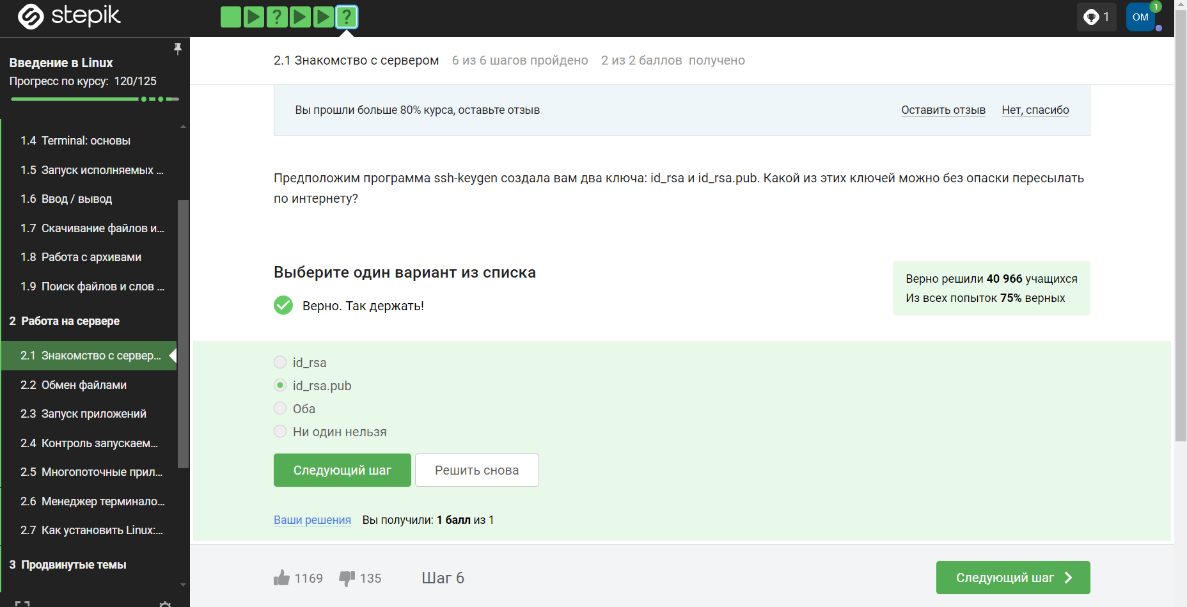 stepik
?
?
1
OM
1
Введение в Linux
Прогресс по курсу: 120/125
1.4 Terminal: основы
1.5 Запуск исполняемых ...
1.6 Ввод / вывод
1.7 Скачивание файлов и...
1.8 Работа с архивами
1.9 Поиск файлов и слов ...
2 Работа на сервере
2.1 Знакомство с сервер...
2.2 Обмен файлами
2.3 Запуск приложений
2.4 Контроль запускаем...
2.5 Многопоточные прил...
2.6 Менеджер терминало...
2.7 Как установить Linux:...
3 Продвинутые темы
2.1 Знакомство с сервером 6 из 6 шагов пройдено 2 из 2 баллов получено
Вы прошли больше 80% курса, оставьте отзыв Оставить отзыв Нет, спасибо
Предположим программа ssh-keygen создала вам два ключа: id_rsa и id_rsa.pub. Какой из этих ключей можно без опаски пересылать
по интернету?
Выберите один вариант из списка
Верно. Так держать!
Верно решили 40 966 учащихся
Из всех попыток 75% верных
id_rsa
id_rsa.pub
Оба
Ни один нельзя
Следующий шаг Решить снова
Ваши решения Вы получили: 1 балл из 1
1169 135 Шаг 6 Следующий шаг